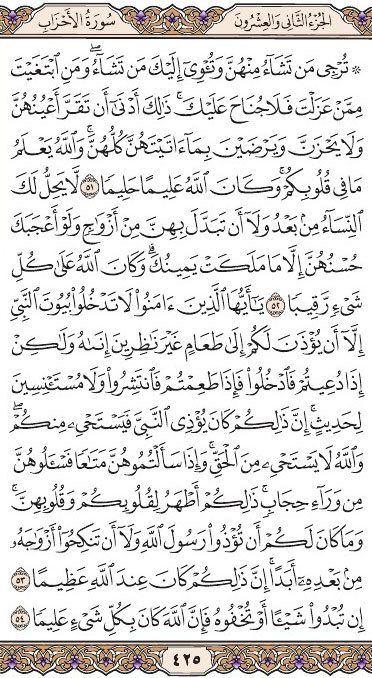 الجزء الثاني والعشرون سورة الأحزاب
۞ تُرْجِي مَن تَشَآءُ مِنْهُنَّ وَتُـْٔوِيٓ إِلَيْكَ مَن تَشَآءُۖ وَمَنِ ٱبْتَغَيْتَ
مِمَّنْ عَزَلْتَ فَلَا جُنَاحَ عَلَيْكَۚ ذَٰلِكَ أَدْنَىٰٓ أَن تَقَرَّ أَعْيُنُهُنَّ
وَلَا يَحْزَنَّ وَيَرْضَيْنَ بِمَآ ءَاتَيْتَهُنَّ كُلُّهُنَّۚ وَٱللَّهُ يَعْلَمُ
مَا فِي قُلُوبِكُمْۚ وَكَانَ ٱللَّهُ عَلِيمًا حَلِيمًا ٥١ لَّا يَحِلُّ لَكَ
ٱلنِّسَآءُ مِنۢ بَعْدُ وَلَآ أَن تَبَدَّلَ بِهِنَّ مِنْ أَزْوَٰجٍ وَلَوْ أَعْجَبَكَ
حُسْنُهُنَّ إِلَّا مَا مَلَكَتْ يَمِينُكَۗ وَكَانَ ٱللَّهُ عَلَىٰ كُلِّ
شَيْءٍ رَّقِيبًا ٥٢ يَٰٓأَيُّهَا ٱلَّذِينَ ءَامَنُوا۟ لَا تَدْخُلُوا۟ بُيُوتَ ٱلنَّبِيِّ
إِلَّآ أَن يُؤْذَنَ لَكُمْ إِلَىٰ طَعَامٍ غَيْرَ نَٰظِرِينَ إِنَىٰهُ وَلَٰكِنْ
إِذَا دُعِيتُمْ فَٱدْخُلُوا۟ فَإِذَا طَعِمْتُمْ فَٱنتَشِرُوا۟ وَلَا مُسْتَـْٔنِسِينَ
لِحَدِيثٍۚ إِنَّ ذَٰلِكُمْ كَانَ يُؤْذِي ٱلنَّبِيَّ فَيَسْتَحْيِۦ مِنكُمْۖ
وَٱللَّهُ لَا يَسْتَحْيِۦ مِنَ ٱلْحَقِّۚ وَإِذَا سَأَلْتُمُوهُنَّ مَتَٰعًا فَسْـَٔلُوهُنَّ
مِن وَرَآءِ حِجَابٍۚ ذَٰلِكُمْ أَطْهَرُ لِقُلُوبِكُمْ وَقُلُوبِهِنَّۚ
وَمَا كَانَ لَكُمْ أَن تُؤْذُوا۟ رَسُولَ ٱللَّهِ وَلَآ أَن تَنكِحُوٓا۟ أَزْوَٰجَهُۥ
مِنۢ بَعْدِهِۦٓ أَبَدًاۚ إِنَّ ذَٰلِكُمْ كَانَ عِندَ ٱللَّهِ عَظِيمًا ٥٣
إِن تُبْدُوا۟ شَيْـًٔا أَوْ تُخْفُوهُ فَإِنَّ ٱللَّهَ كَانَ بِكُلِّ شَيْءٍ عَلِيمًا ٥٤
٤٢٥